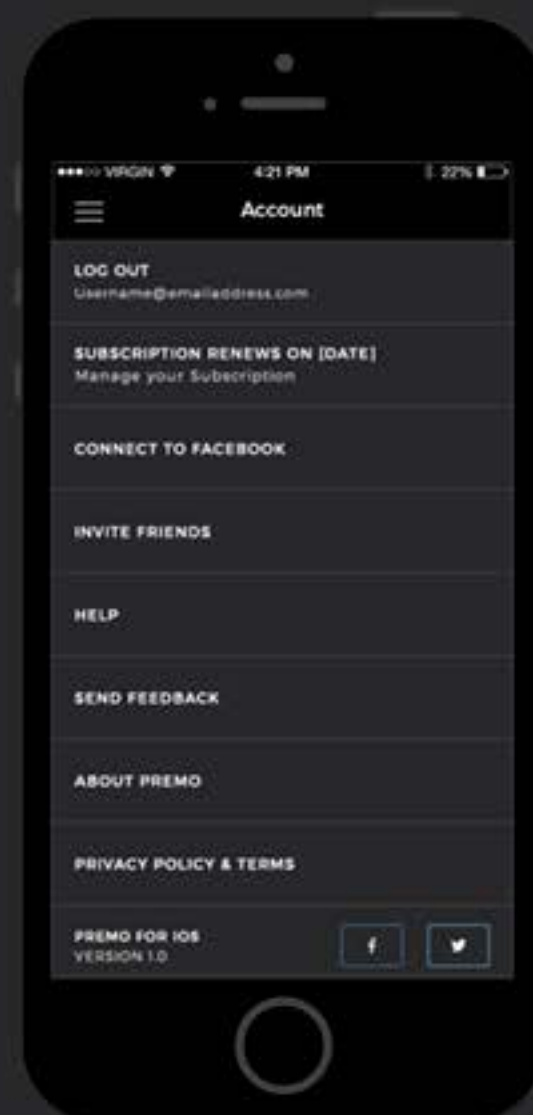 VIRGIN 4:21 PM 22%
Account
LOG OUT
Username@emailaddress.com
SUBSCRIPTION RENEWS ON [DATE]
Manage your Subscription
CONNECT TO FACEBOOK
INVITE FRIENDS
HELP
SEND FEEDBACK
ABOUT PREMO
PRIVACY POLICY & TERMS
PREMO FOR IOS
VERSION 1.0